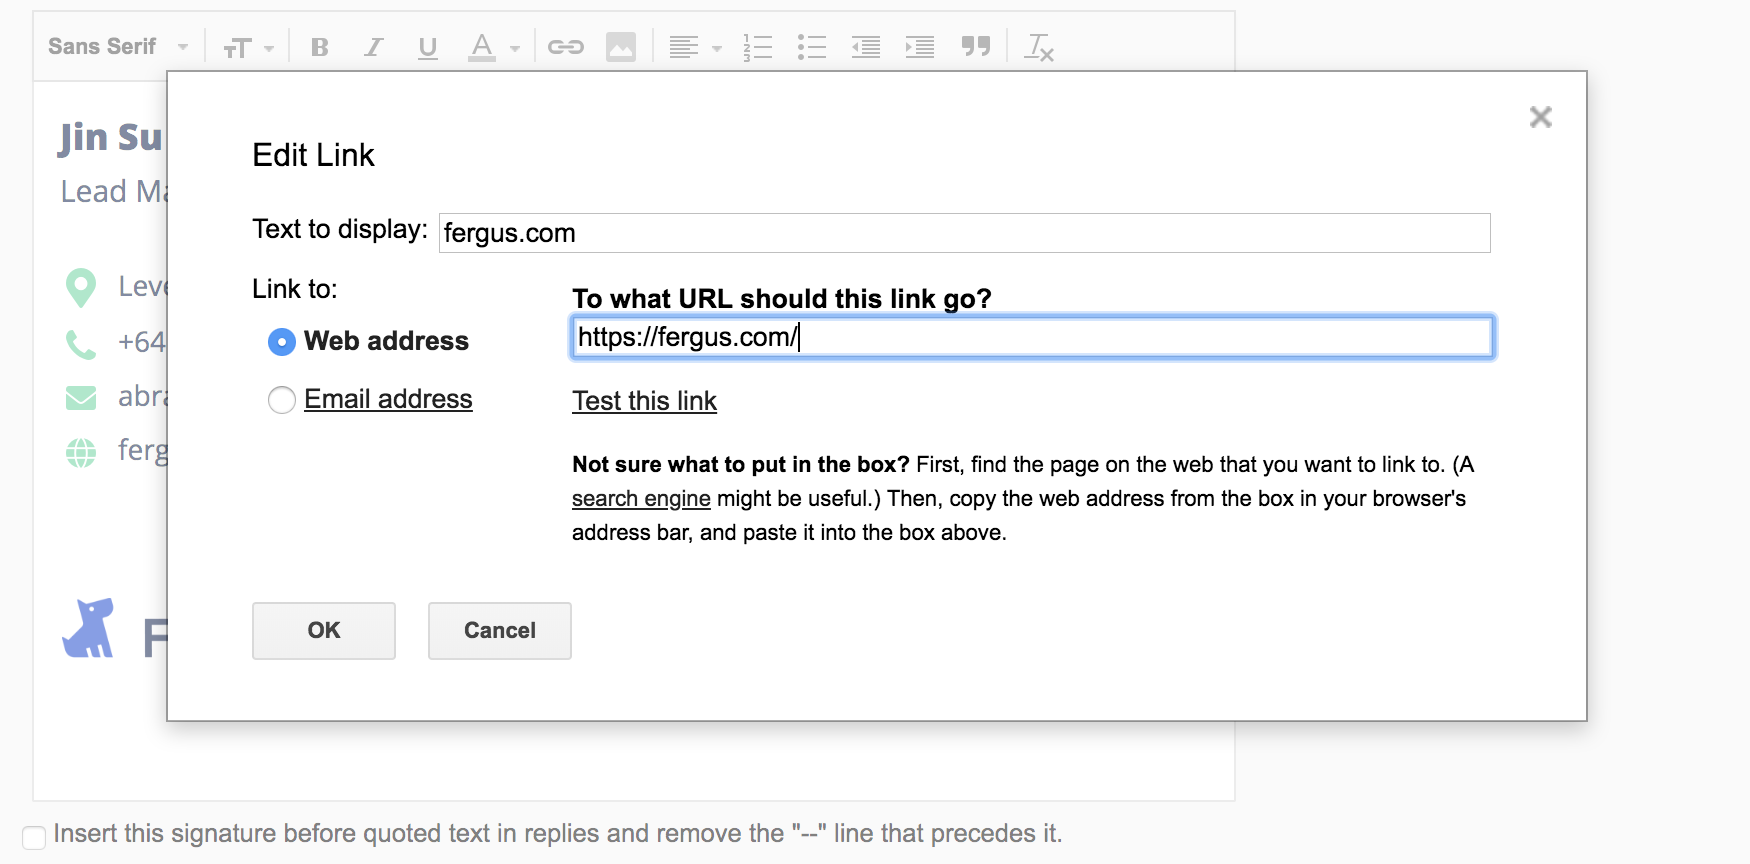 Sans Serif
Jin Su
Lead Ma
Leve
+64
abra
ferg
F
Edit Link
Text to display: fergus.com
Link to:
To what URL should this link go?
Web address
https://fergus.com/
Email address
Test this link
Not sure what to put in the box? First, find the page on the web that you want to link to. (A
search engine might be useful.) Then, copy the web address from the box in your browser's
address bar, and paste it into the box above.
OK
Cancel
Insert this signature before quoted text in replies and remove the "--" line that precedes it.